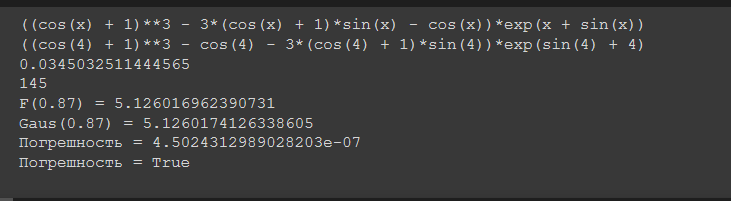 ((cos(x) + 1)**3 - 3*(cos(x) + 1)*sin(x) - cos(x))*exp(x + sin(x))
((cos(4) + 1)**3 - cos(4) - 3*(cos(4) + 1)*sin(4))*exp(sin(4) + 4)
0.0345032511444565
145
F(0.87) = 5.126016962390731
Gaus(0.87) = 5.1260174126338605
Погрешность = 4.5024312989028203e-07
Погрешность = True